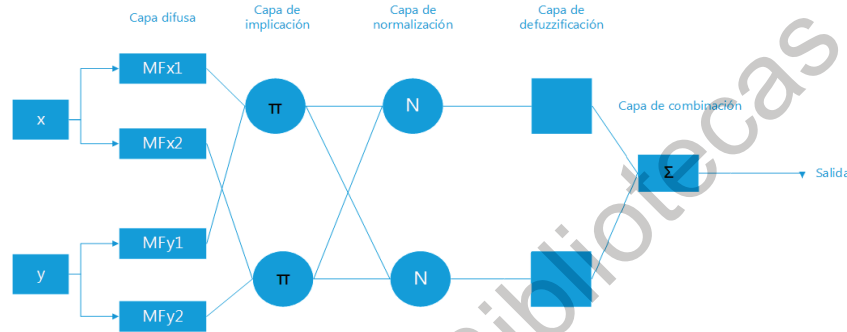 Capa difusa
Capa de
implicación
Capa de
normalización
Capa de
defuzzificación
MFx1
x
π
N
MFx2
Capa de combinación
Σ
Salida
MFy1
y
π
N
MFy2
bibliotecas